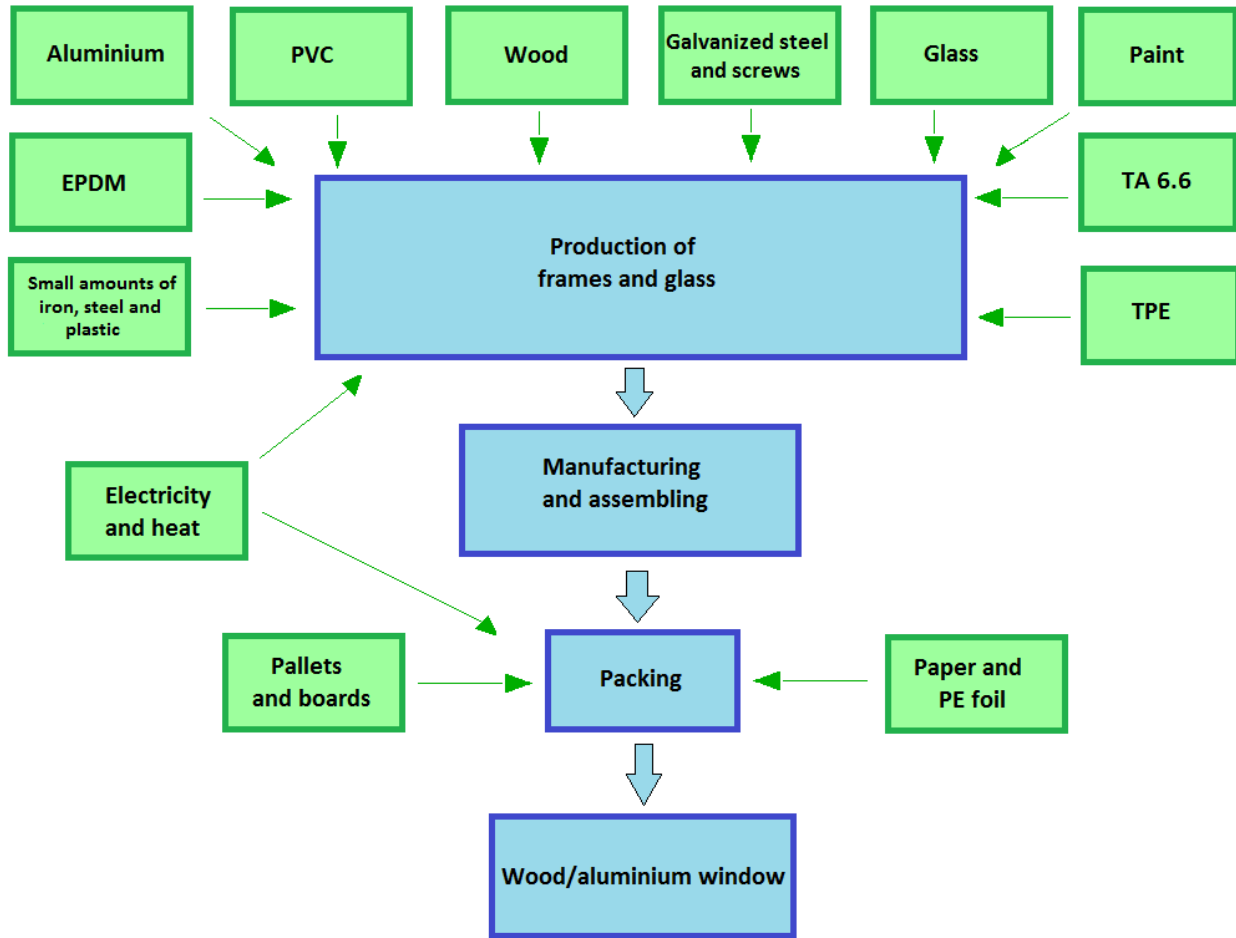 Aluminium
PVC
Wood
Galvanized steel
and screws
Glass
Paint
EPDM
TA 6.6
Small amounts of
iron, steel and
plastic
Production of
frames and glass
TPE
Electricity
and heat
Manufacturing
and assembling
Pallets
and boards
Packing
Paper and
PE foil
Wood/aluminium window